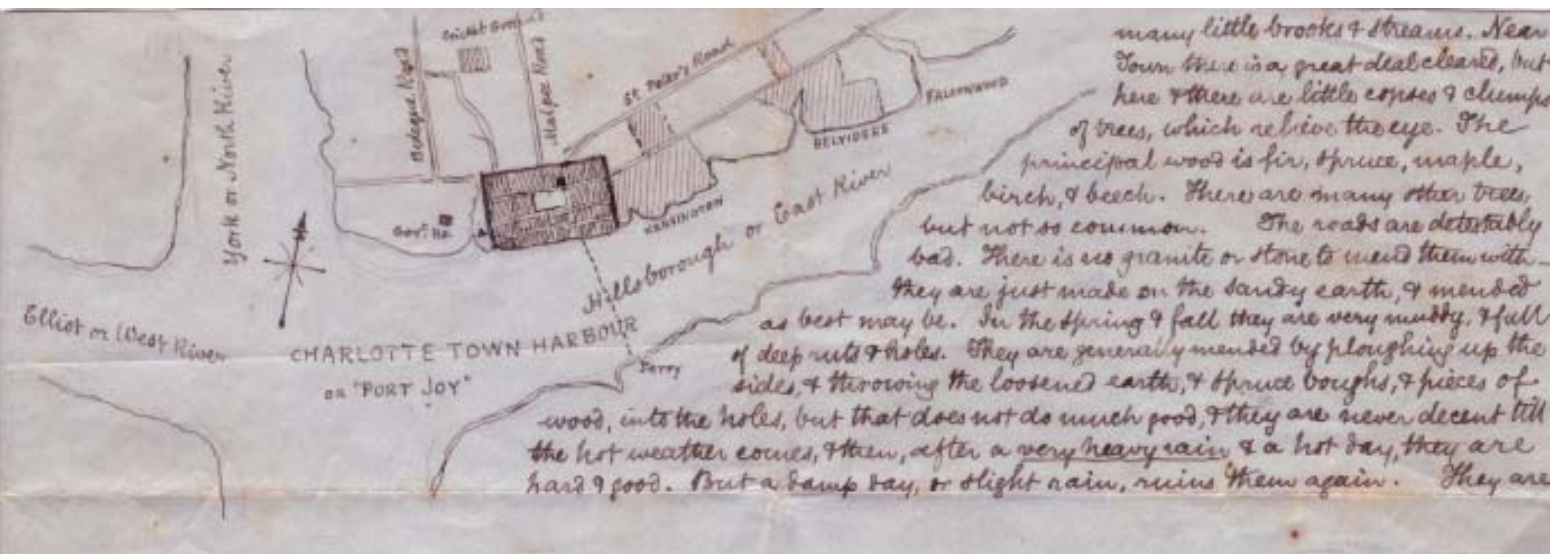 Cricket Ground
Bedeque Road
Malpec Road
St Peter's Road
York or North River
FALCONWOOD
BELVIDERE
KENSINGTON
Govt. Ho.
Hillsborough or East River
Elliot or West River
CHARLOTTE TOWN HARBOUR
OR "PORT JOY"
Ferry
many little brooks & streams. Near
Town there is a great deal cleared, but
here & there are little copses & clumps
of trees, which relieve the eye. The
principal wood is fir, spruce, maple,
birch, & beech. There are many other trees,
but not so common. The roads are detestably
bad. There is no granite or stone to mend them with _
they are just made on the sandy earth, & mended
as best may be. In the spring & fall they are very muddy, & full
of deep ruts & holes. They are generally mended by ploughing up the
sides, & throwing the loosened earth, & spruce boughs, & pieces of
wood, into the holes, but that does not do much good, & they are never decent till
the hot weather comes, & then, after a very heavy rain & a hot day, they are
hard & good. But a damp day, or slight rain, ruins them again. They are